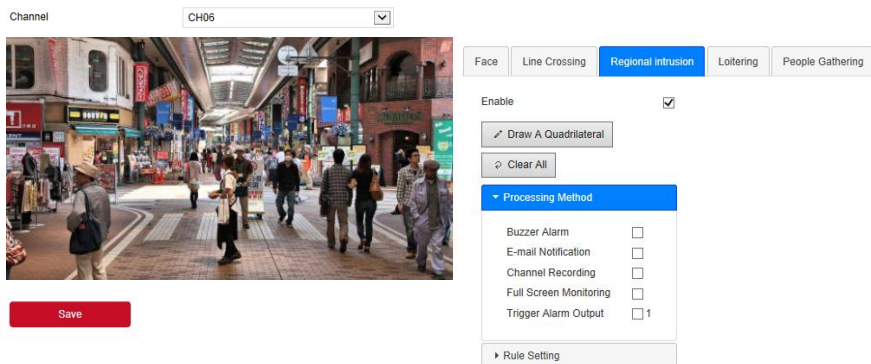 Channel
CH06
Face
Line Crossing
Regional intrusion
Loitering
People Gathering
Enable
Draw A Quadrilateral
Clear All
Processing Method
Buzzer Alarm
E-mail Notification
Channel Recording
Full Screen Monitoring
Trigger Alarm Output
1
Rule Setting
Save